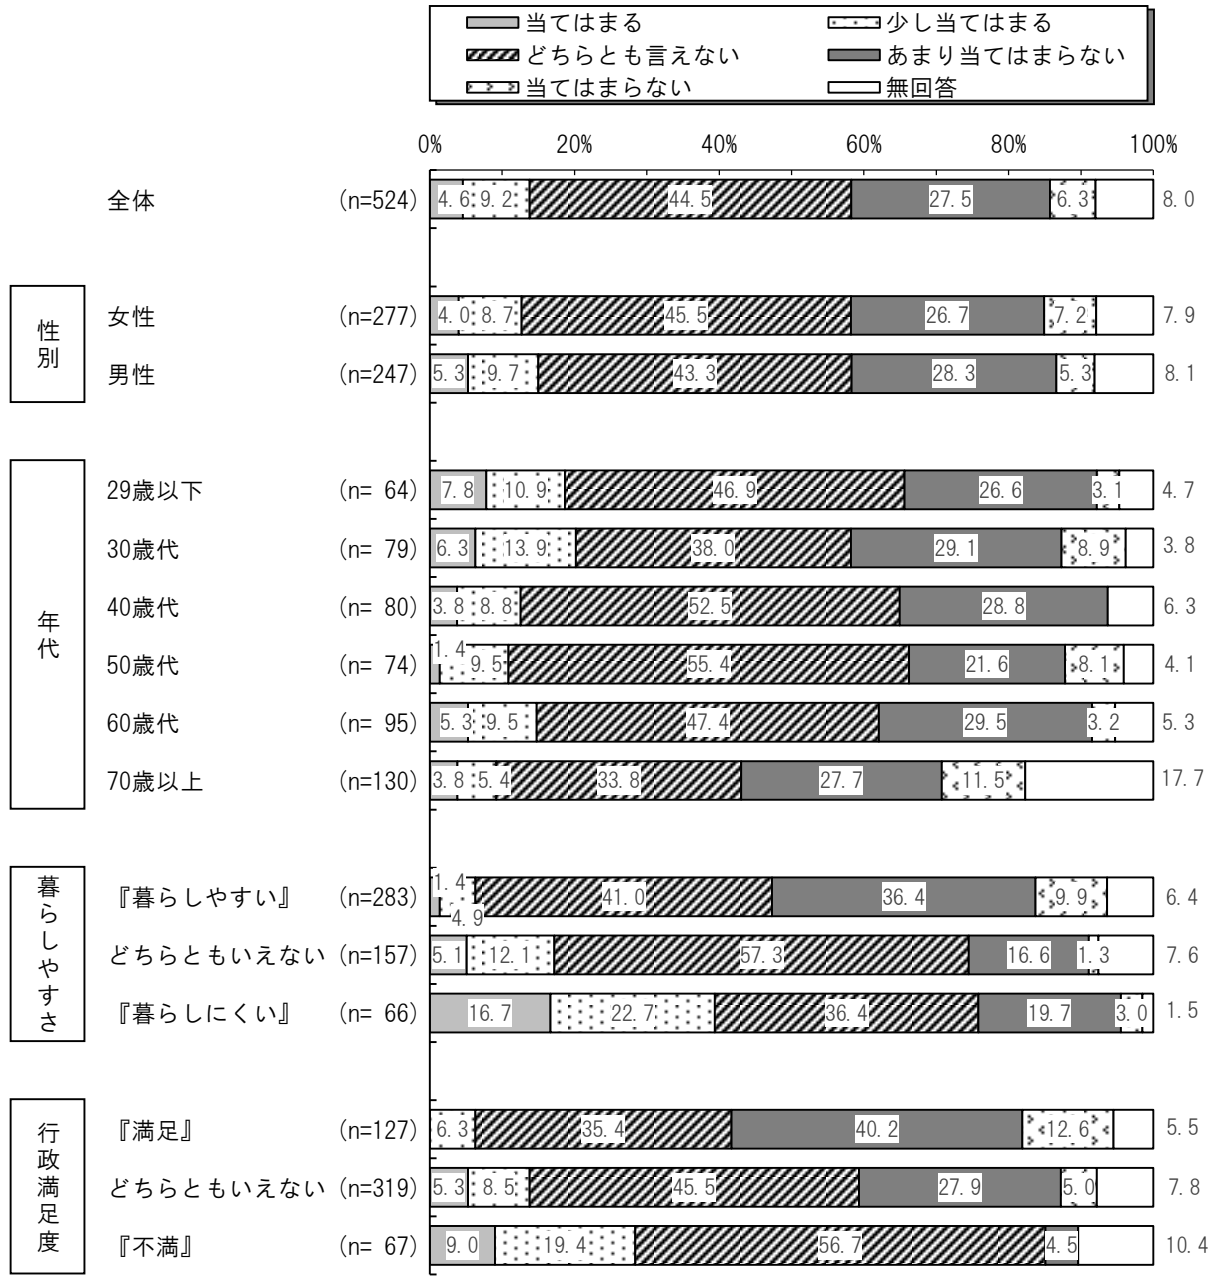 当てはまる 少し当てはまる
どちらとも言えない あまり当てはまらない
当てはまらない 無回答
0% 20% 40% 60% 80% 100%
全体 (n=524) 4.6 9.2 44.5 27.5 6.3 8.0
性別
女性 (n=277) 4.0 8.7 45.5 26.7 7.2 7.9
男性 (n=247) 5.3 9.7 43.3 28.3 5.3 8.1
年代
29歳以下 (n= 64) 7.8 10.9 46.9 26.6 3.1 4.7
30歳代 (n= 79) 6.3 13.9 38.0 29.1 8.9 3.8
40歳代 (n= 80) 3.8 8.8 52.5 28.8 6.3
50歳代 (n= 74) 1.4 9.5 55.4 21.6 8.1 4.1
60歳代 (n= 95) 5.3 9.5 47.4 29.5 3.2 5.3
70歳以上 (n=130) 3.8 5.4 33.8 27.7 11.5 17.7
暮らしやすさ
『暮らしやすい』 (n=283) 1.4 4.9 41.0 36.4 9.9 6.4
どちらともいえない (n=157) 5.1 12.1 57.3 16.6 1.3 7.6
『暮らしにくい』 (n= 66) 16.7 22.7 36.4 19.7 3.0 1.5
行政満足度
『満足』 (n=127) 6.3 35.4 40.2 12.6 5.5
どちらともいえない (n=319) 5.3 8.5 45.5 27.9 5.0 7.8
『不満』 (n= 67) 9.0 19.4 56.7 4.5 10.4